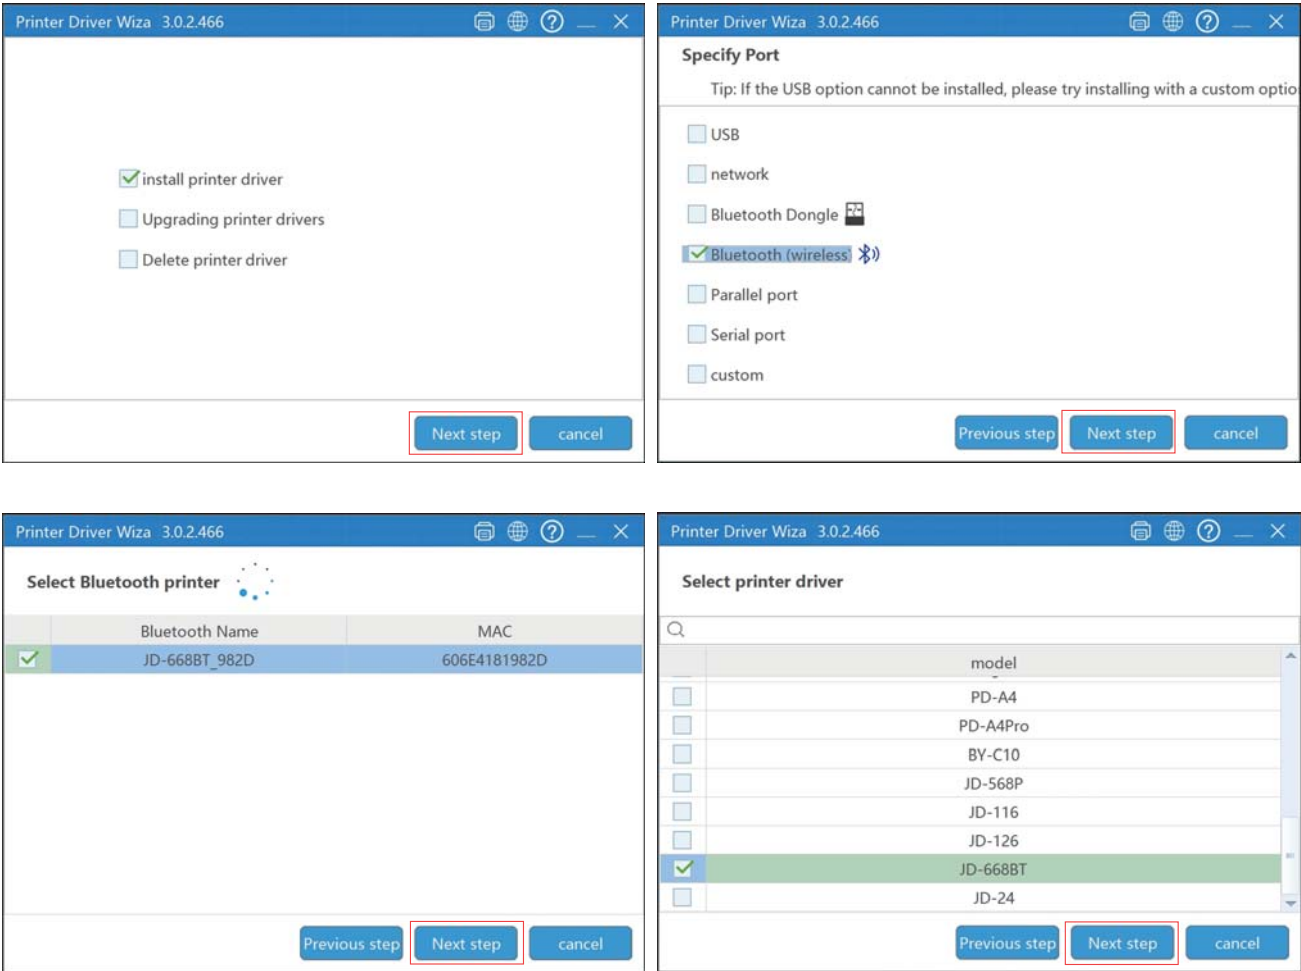 Printer Driver Wiza 3.0.2.466
install printer driver
Upgrading printer drivers
Delete printer driver
Next step cancel
Printer Driver Wiza 3.0.2.466
Specify Port
Tip: If the USB option cannot be installed, please try installing with a custom optio
USB
network
Bluetooth Dongle
Bluetooth (wireless)
Parallel port
Serial port
custom
Previous step Next step cancel
Printer Driver Wiza 3.0.2.466
Select Bluetooth printer
Bluetooth Name MAC
JD-668BT_982D 606E4181982D
Previous step Next step cancel
Printer Driver Wiza 3.0.2.466
Select printer driver
model
PD-A4
PD-A4Pro
BY-C10
JD-568P
JD-116
JD-126
JD-668BT
JD-24
Previous step Next step cancel